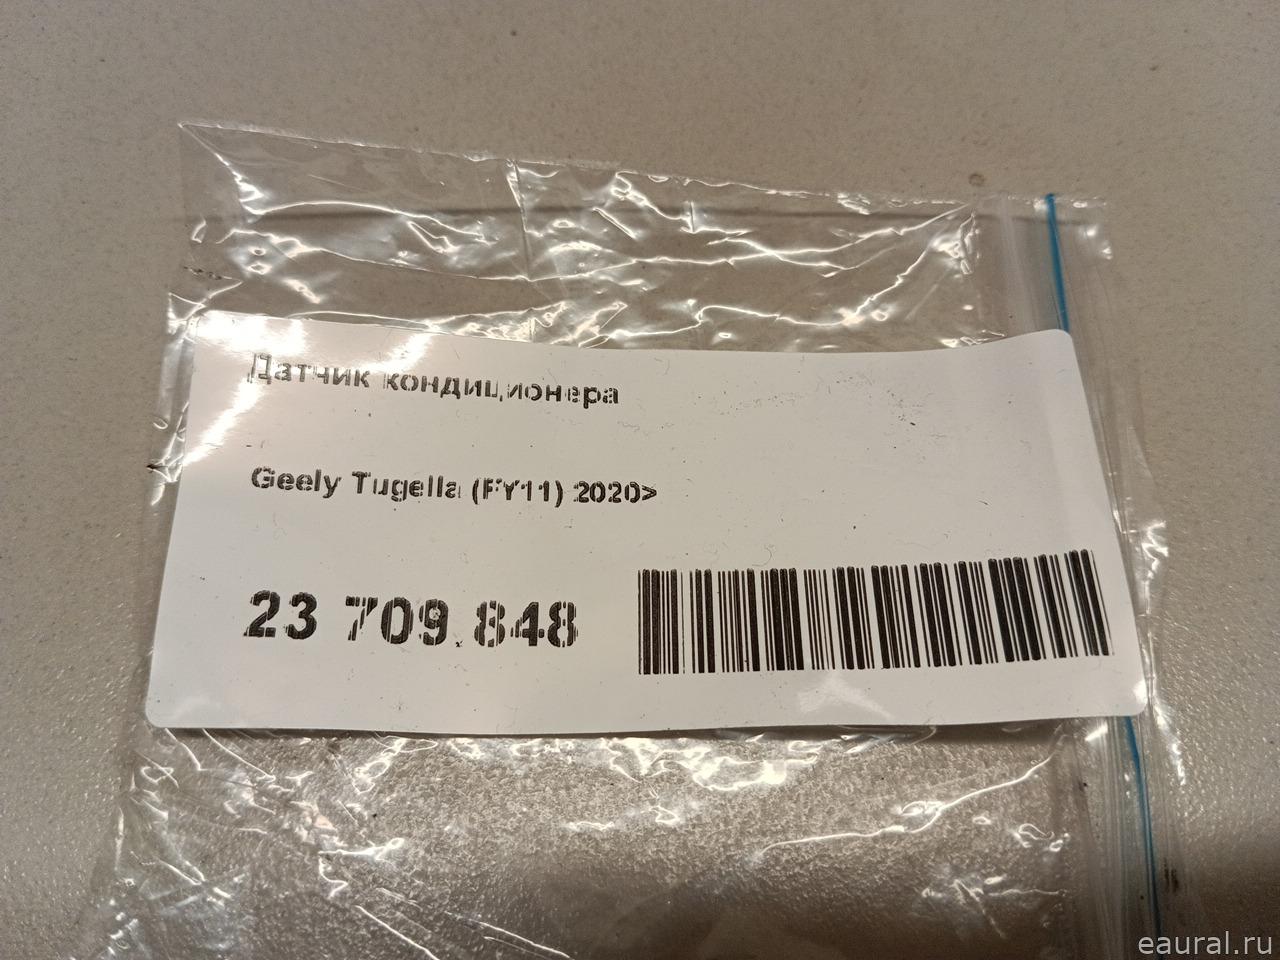 Датчик кондиционера
Geely Tugella (FY11) 2020>
23 709 848
eaural.ru